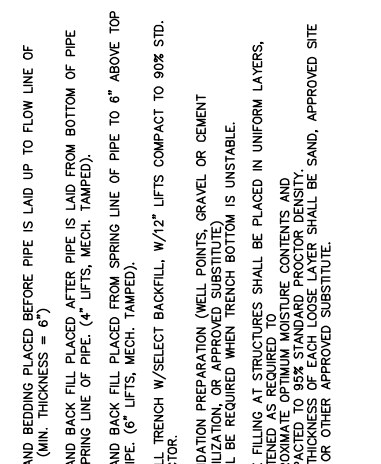 AND BEDDING PLACED BEFORE PIPE IS LAID UP TO FLOW LINE OF
(MIN. THICKNESS = 6")
AND BACK FILL PLACED AFTER PIPE IS LAID FROM BOTTOM OF PIPE
PRING LINE OF PIPE. (4" LIFTS, MECH. TAMPED).
AND BACK FILL PLACED FROM SPRING LINE OF PIPE TO 6" ABOVE TOP
IPE. (6" LIFTS, MECH. TAMPED).
LL TRENCH W/SELECT BACKFILL, W/12" LIFTS COMPACT TO 90% STD.
CTOR.
NDATION PREPARATION (WELL POINTS, GRAVEL OR CEMENT
ILIZATION, OR APPROVED SUBSTITUTE)
L BE REQUIRED WHEN TRENCH BOTTOM IS UNSTABLE.
FILLING AT STRUCTURES SHALL BE PLACED IN UNIFORM LAYERS,
TENED AS REQUIRED TO
OXIMATE OPTIMUM MOISTURE CONTENTS AND
PACTED TO 95% STANDARD PROCTOR DENSITY.
THICKNESS OF EACH LOOSE LAYER SHALL BE SAND, APPROVED SITE
OR OTHER APPROVED SUBSTITUTE.